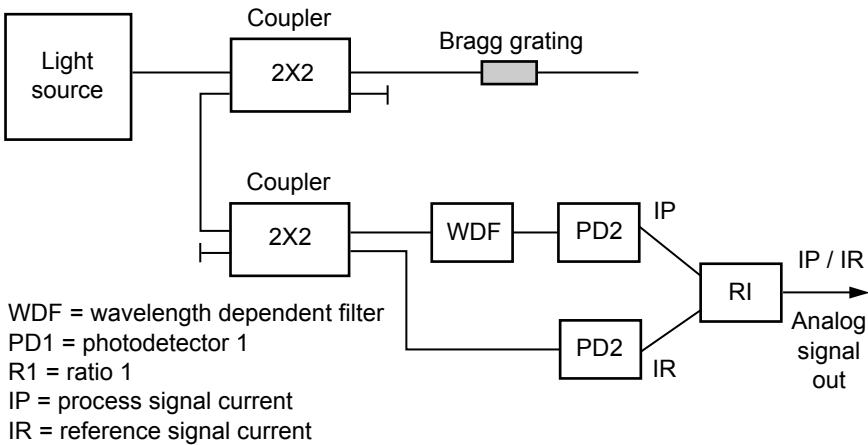 Coupler
Light
source
2X2
Bragg grating
Coupler
2X2
WDF
PD2
IP
IP / IR
RI
Analog
signal
out
PD2
IR
WDF = wavelength dependent filter
PD1 = photodetector 1
R1 = ratio 1
IP = process signal current
IR = reference signal current